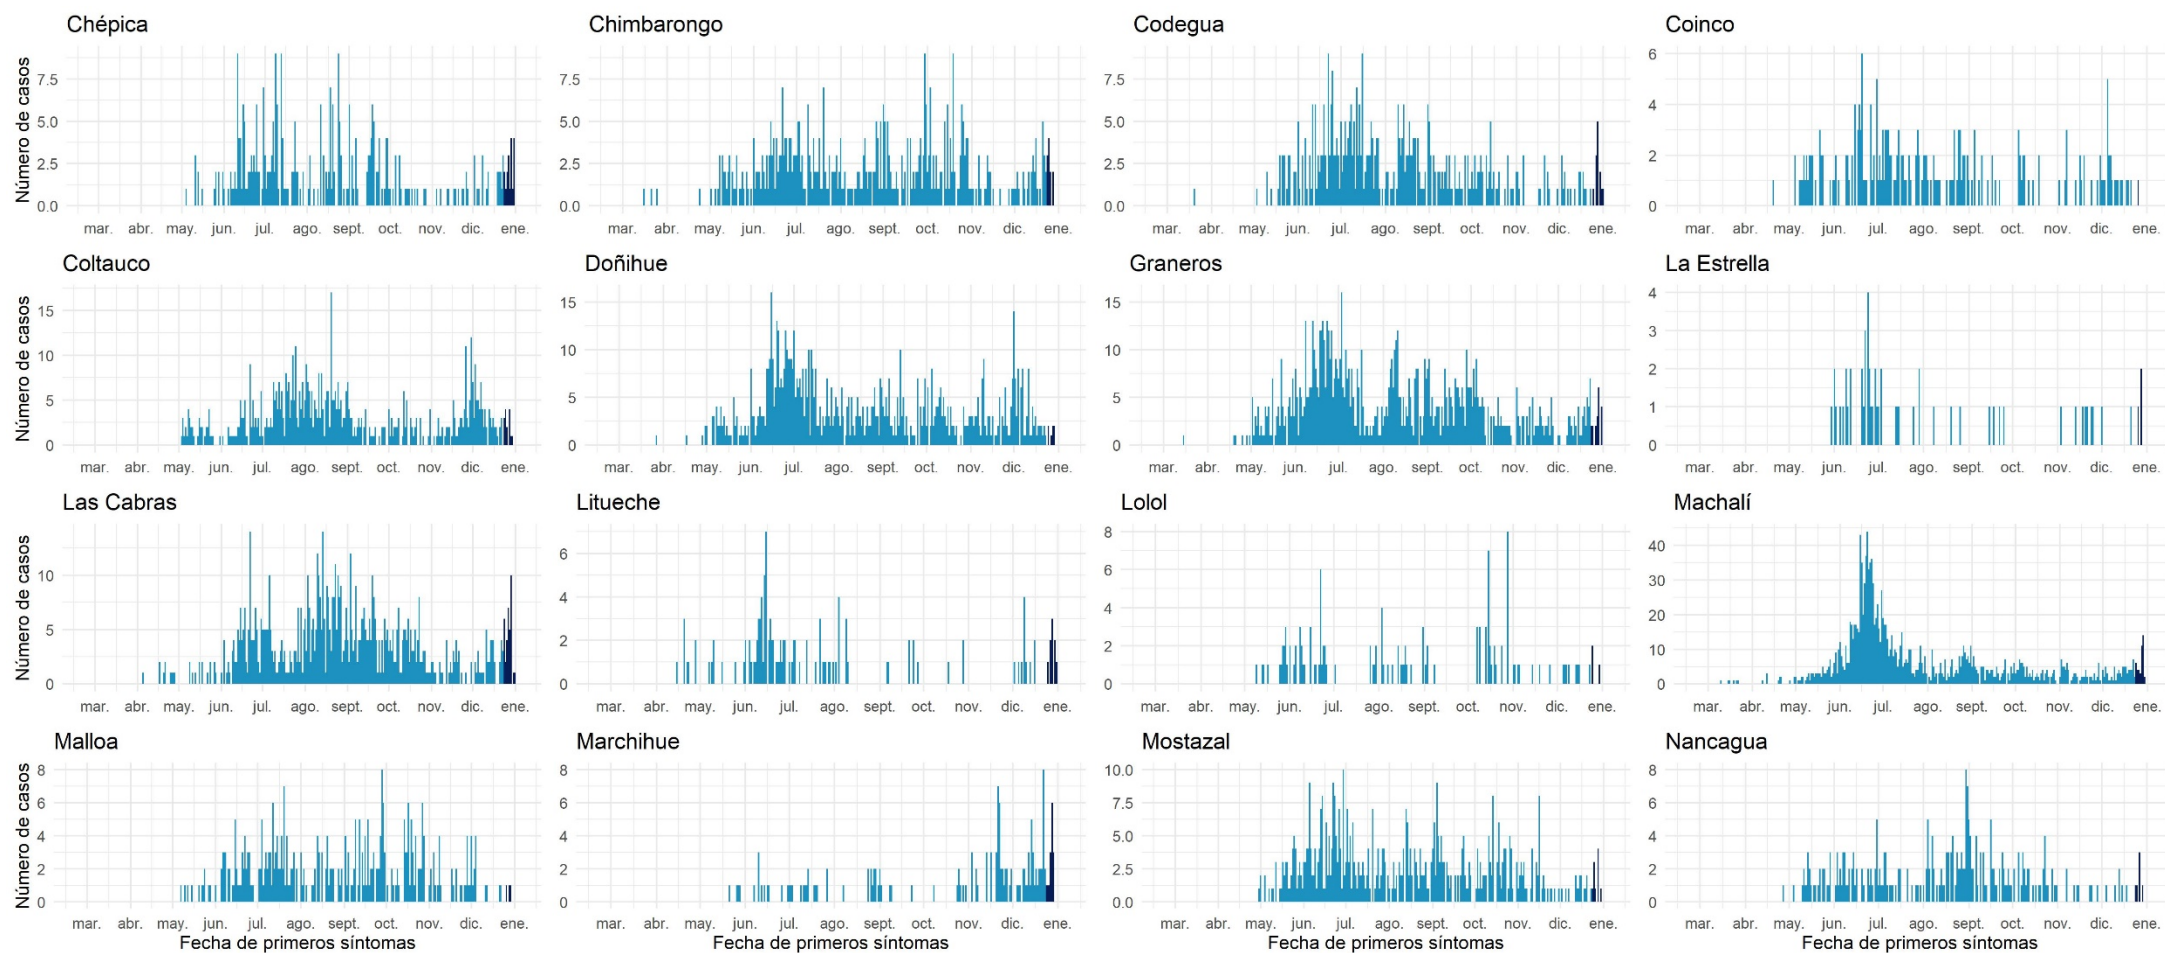 Chépica Chimbarongo Codegua Coinco
Número de casos
7.5 5.0 2.5 0.0
7.5 5.0 2.5 0.0
7.5 5.0 2.5 0.0
6 4 2 0
mar. abr. may. jun. jul. ago. sept. oct. nov. dic. ene.
mar. abr. may. jun. jul. ago. sept. oct. nov. dic. ene.
mar. abr. may. jun. jul. ago. sept. oct. nov. dic. ene.
mar. abr. may. jun. jul. ago. sept. oct. nov. dic. ene.
Coltauco Doñihue Graneros La Estrella
Número de casos
15 10 5 0
15 10 5 0
15 10 5 0
4 3 2 1 0
mar. abr. may. jun. jul. ago. sept. oct. nov. dic. ene.
mar. abr. may. jun. jul. ago. sept. oct. nov. dic. ene.
mar. abr. may. jun. jul. ago. sept. oct. nov. dic. ene.
mar. abr. may. jun. jul. ago. sept. oct. nov. dic. ene.
Las Cabras Litueche Lolol Machalí
Número de casos
10 5 0
6 4 2 0
8 6 4 2 0
40 30 20 10 0
mar. abr. may. jun. jul. ago. sept. oct. nov. dic. ene.
mar. abr. may. jun. jul. ago. sept. oct. nov. dic. ene.
mar. abr. may. jun. jul. ago. sept. oct. nov. dic. ene.
mar. abr. may. jun. jul. ago. sept. oct. nov. dic. ene.
Malloa Marchihue Mostazal Nancagua
Número de casos
8 6 4 2 0
8 6 4 2 0
10.0 7.5 5.0 2.5 0.0
8 6 4 2 0
mar. abr. may. jun. jul. ago. sept. oct. nov. dic. ene.
mar. abr. may. jun. jul. ago. sept. oct. nov. dic. ene.
mar. abr. may. jun. jul. ago. sept. oct. nov. dic. ene.
mar. abr. may. jun. jul. ago. sept. oct. nov. dic. ene.
Fecha de primeros síntomas Fecha de primeros síntomas Fecha de primeros síntomas Fecha de primeros síntomas